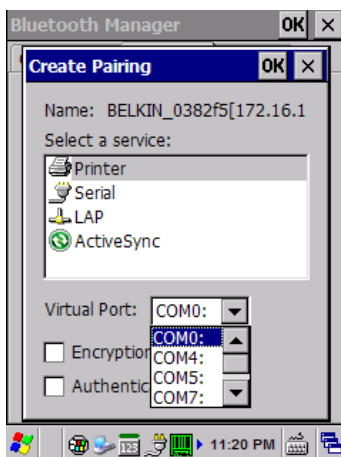 Bluetooth Manager OK
Create Pairing OK
Name: BELKIN_0382f5[172.16.1
Select a service:
Printer
Serial
LAP
ActiveSync
Virtual Port: COM0:
COM0:
Encryption COM4:
COM5:
Authentic COM7:
11:20 PM